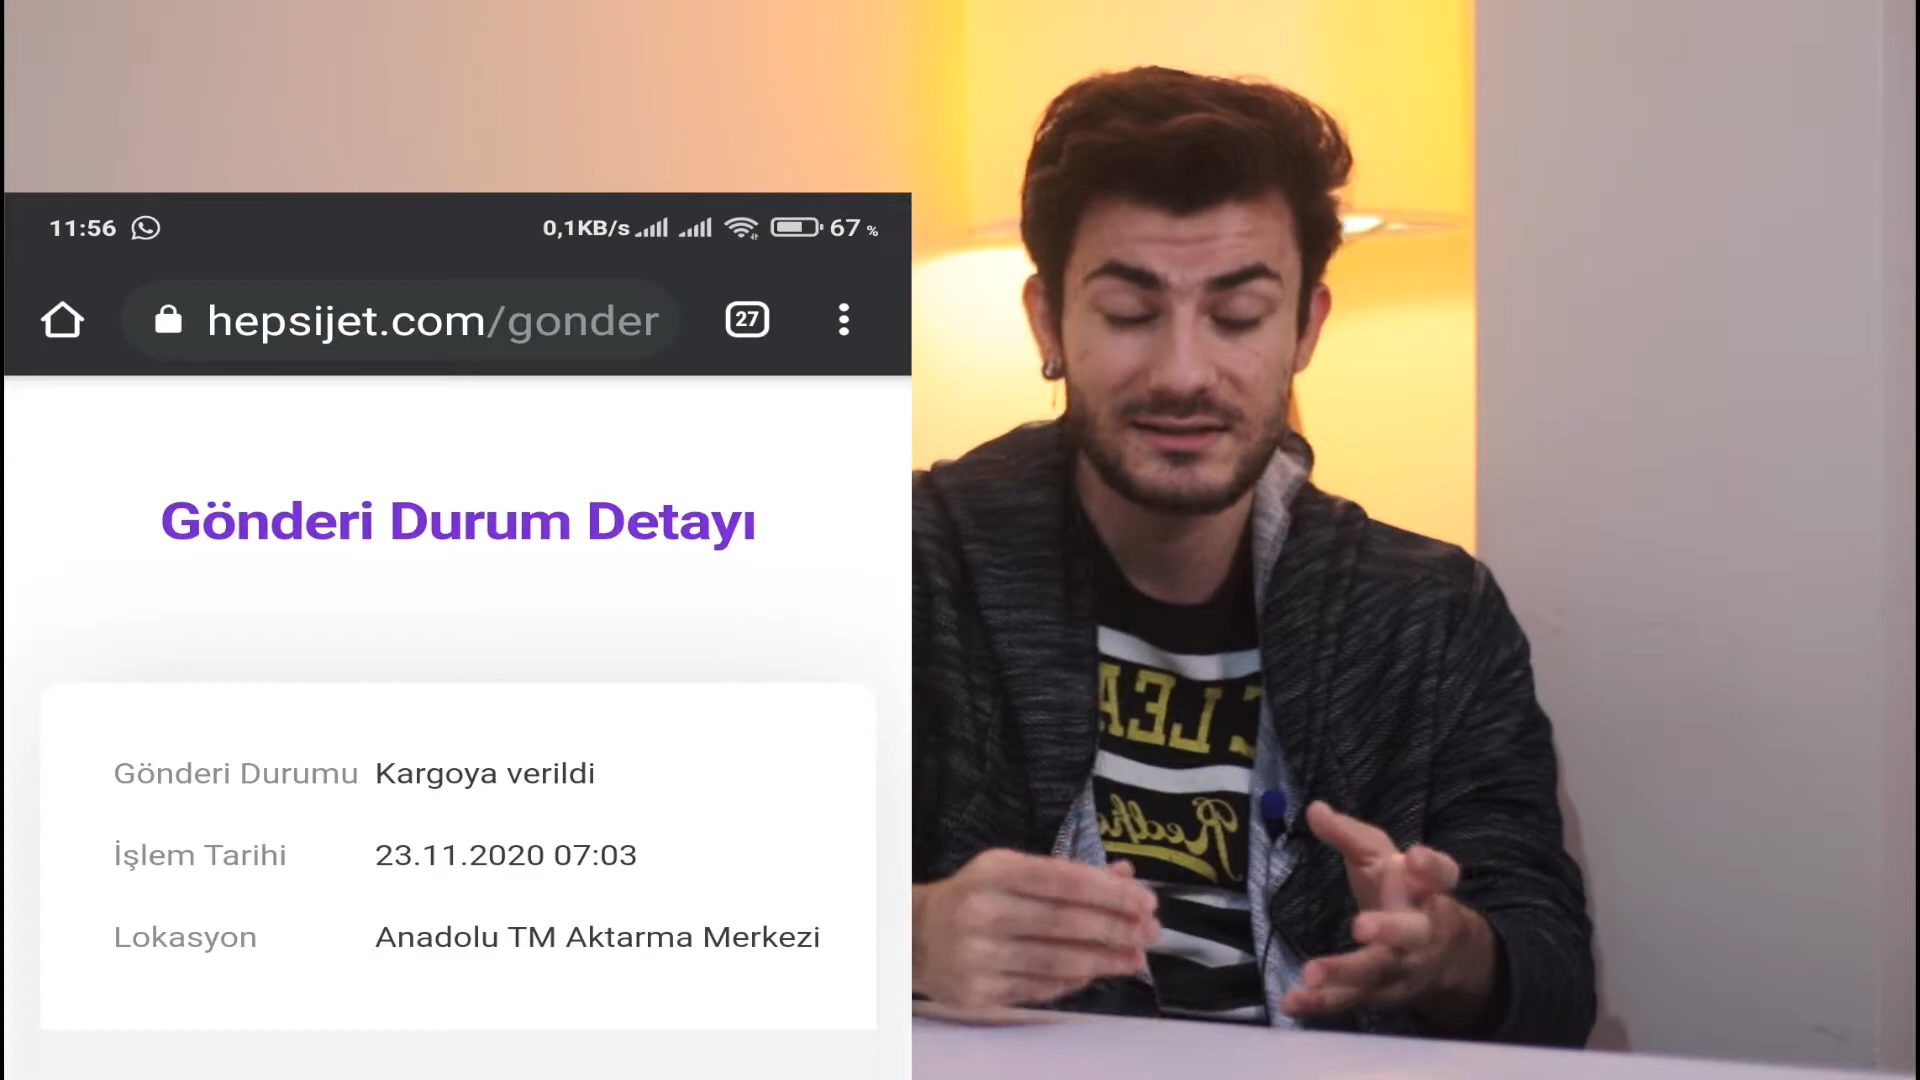 11:56 0,1KB/s 67 %
hepsijet.com/gonder 27
Gönderi Durum Detayı
Gönderi Durumu Kargoya verildi
İşlem Tarihi 23.11.2020 07:03
Lokasyon Anadolu TM Aktarma Merkezi
C LEA